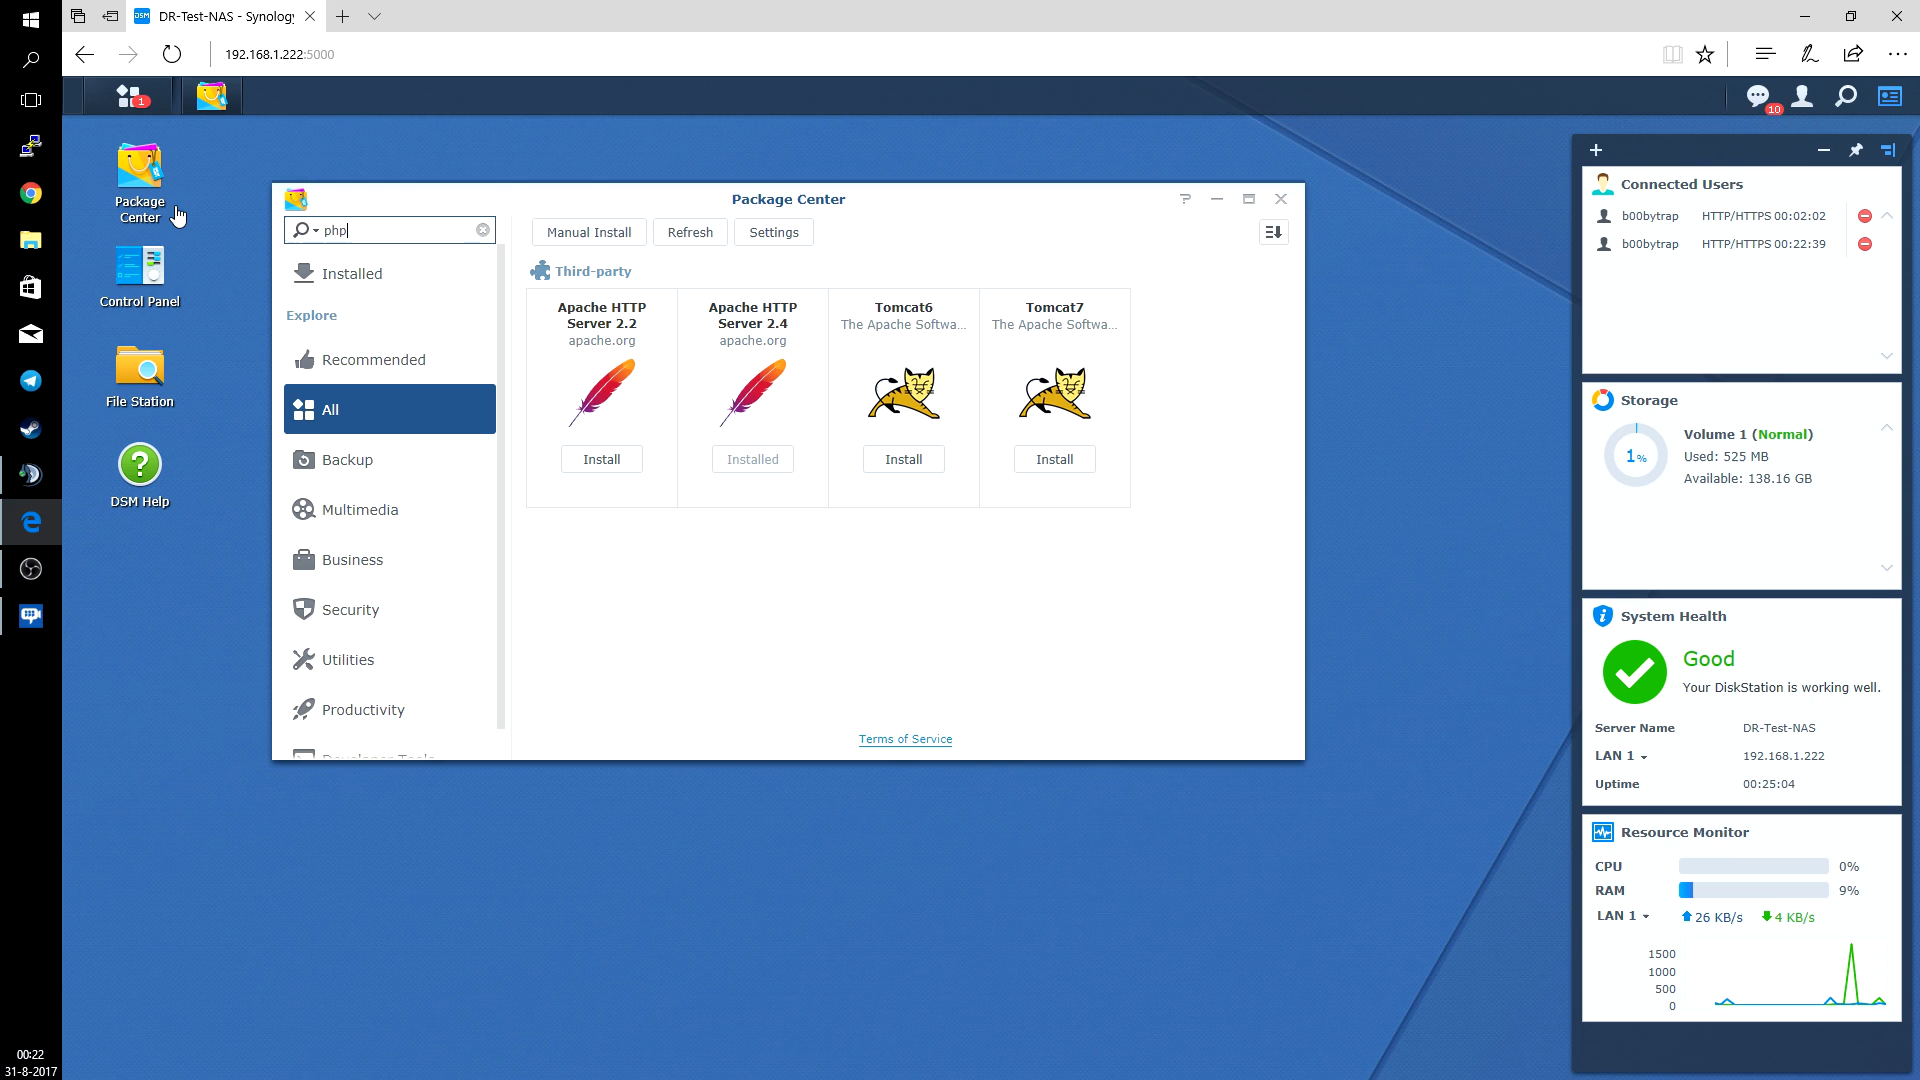 DSM
DR-Test-NAS - Synology
192.168.1.222:5000
1
10
Package
Center
Control Panel
File Station
?
DSM Help
Package Center
?
php
Manual Install
Refresh
Settings
Installed
Explore
Recommended
All
Backup
Multimedia
Business
Security
Utilities
Productivity
Developer Tools
Third-party
Apache HTTP
Server 2.2
apache.org
Install
Apache HTTP
Server 2.4
apache.org
Installed
Tomcat6
The Apache Softwa...
Install
Tomcat7
The Apache Softwa...
Install
Terms of Service
Connected Users
b00bytrap HTTP/HTTPS 00:02:02
b00bytrap HTTP/HTTPS 00:22:39
Storage
1%
Volume 1 (Normal)
Used: 525 MB
Available: 138.16 GB
System Health
Good
Your DiskStation is working well.
Server Name DR-Test-NAS
LAN 1 192.168.1.222
Uptime 00:25:04
Resource Monitor
CPU 0%
RAM 9%
LAN 1 26 KB/s 4 KB/s
1500
1000
500
0
00:22
31-8-2017